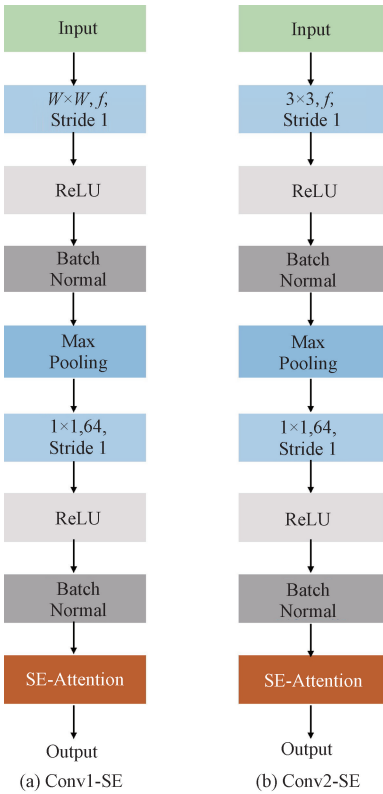 Input
W×W, f,
Stride 1
ReLU
Batch
Normal
Max
Pooling
1×1,64,
Stride 1
ReLU
Batch
Normal
SE-Attention
Output
(a) Conv1-SE
Input
3×3, f,
Stride 1
ReLU
Batch
Normal
Max
Pooling
1×1,64,
Stride 1
ReLU
Batch
Normal
SE-Attention
Output
(b) Conv2-SE